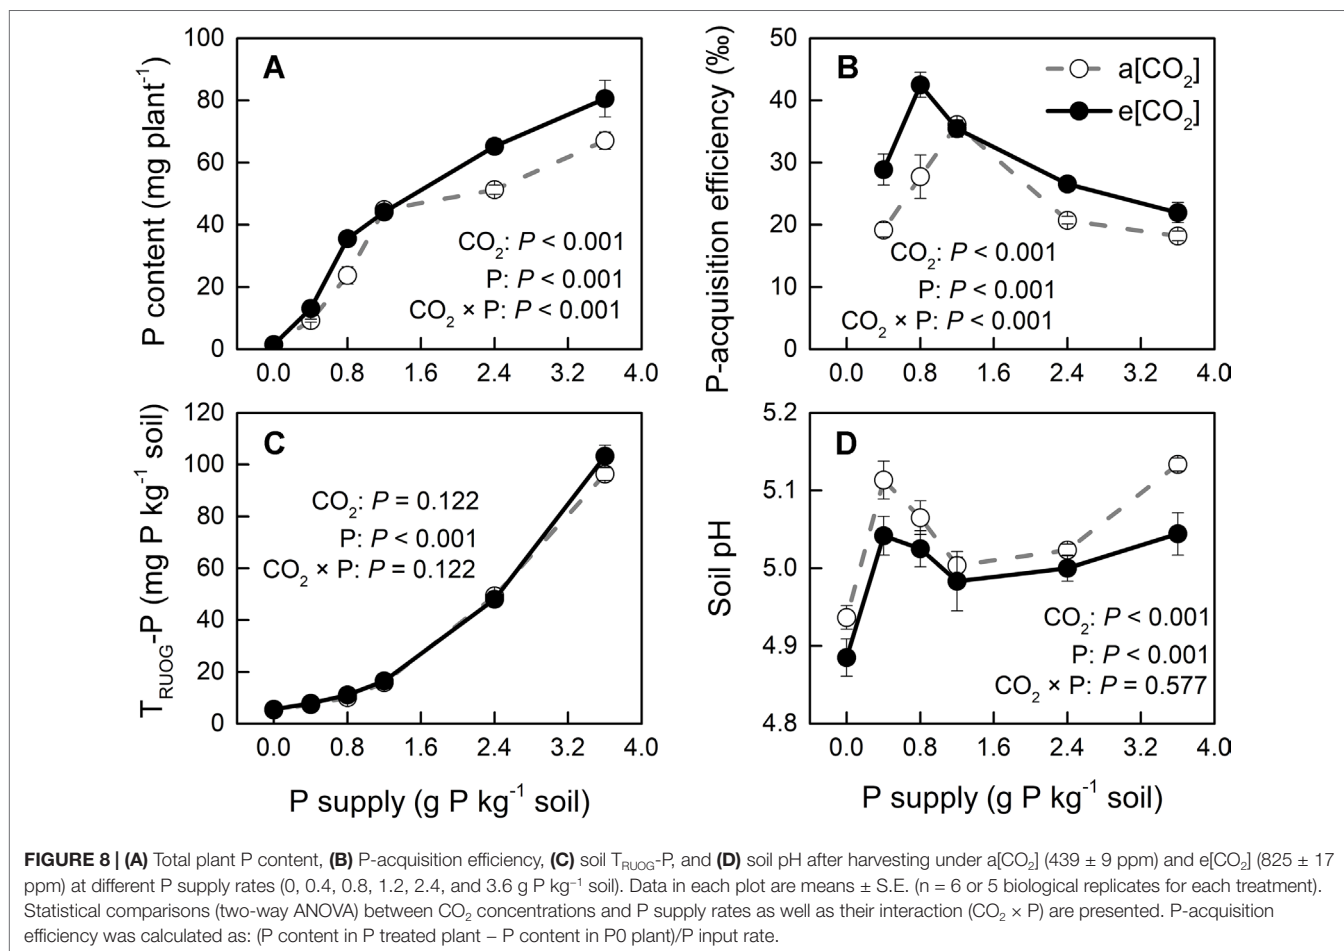 100
80
60
40
20
0
P content (mg plant⁻¹)
A
CO₂: P < 0.001
P: P < 0.001
CO₂ × P: P < 0.001
0.0 0.8 1.6 2.4 3.2 4.0
50
40
30
20
10
0
P-acquisition efficiency (‰)
B
a[CO₂]
e[CO₂]
CO₂: P < 0.001
P: P < 0.001
CO₂ × P: P < 0.001
0.0 0.8 1.6 2.4 3.2 4.0
120
100
80
60
40
20
0
T_RUOG-P (mg P kg⁻¹ soil)
C
CO₂: P = 0.122
P: P < 0.001
CO₂ × P: P = 0.122
0.0 0.8 1.6 2.4 3.2 4.0
P supply (g P kg⁻¹ soil)
5.2
5.1
5.0
4.9
4.8
Soil pH
D
CO₂: P < 0.001
P: P < 0.001
CO₂ × P: P = 0.577
0.0 0.8 1.6 2.4 3.2 4.0
P supply (g P kg⁻¹ soil)
FIGURE 8 | (A) Total plant P content, (B) P-acquisition efficiency, (C) soil T_RUOG-P, and (D) soil pH after harvesting under a[CO₂] (439 ± 9 ppm) and e[CO₂] (825 ± 17
ppm) at different P supply rates (0, 0.4, 0.8, 1.2, 2.4, and 3.6 g P kg⁻¹ soil). Data in each plot are means ± S.E. (n = 6 or 5 biological replicates for each treatment).
Statistical comparisons (two-way ANOVA) between CO₂ concentrations and P supply rates as well as their interaction (CO₂ × P) are presented. P-acquisition
efficiency was calculated as: (P content in P treated plant – P content in P0 plant)/P input rate.